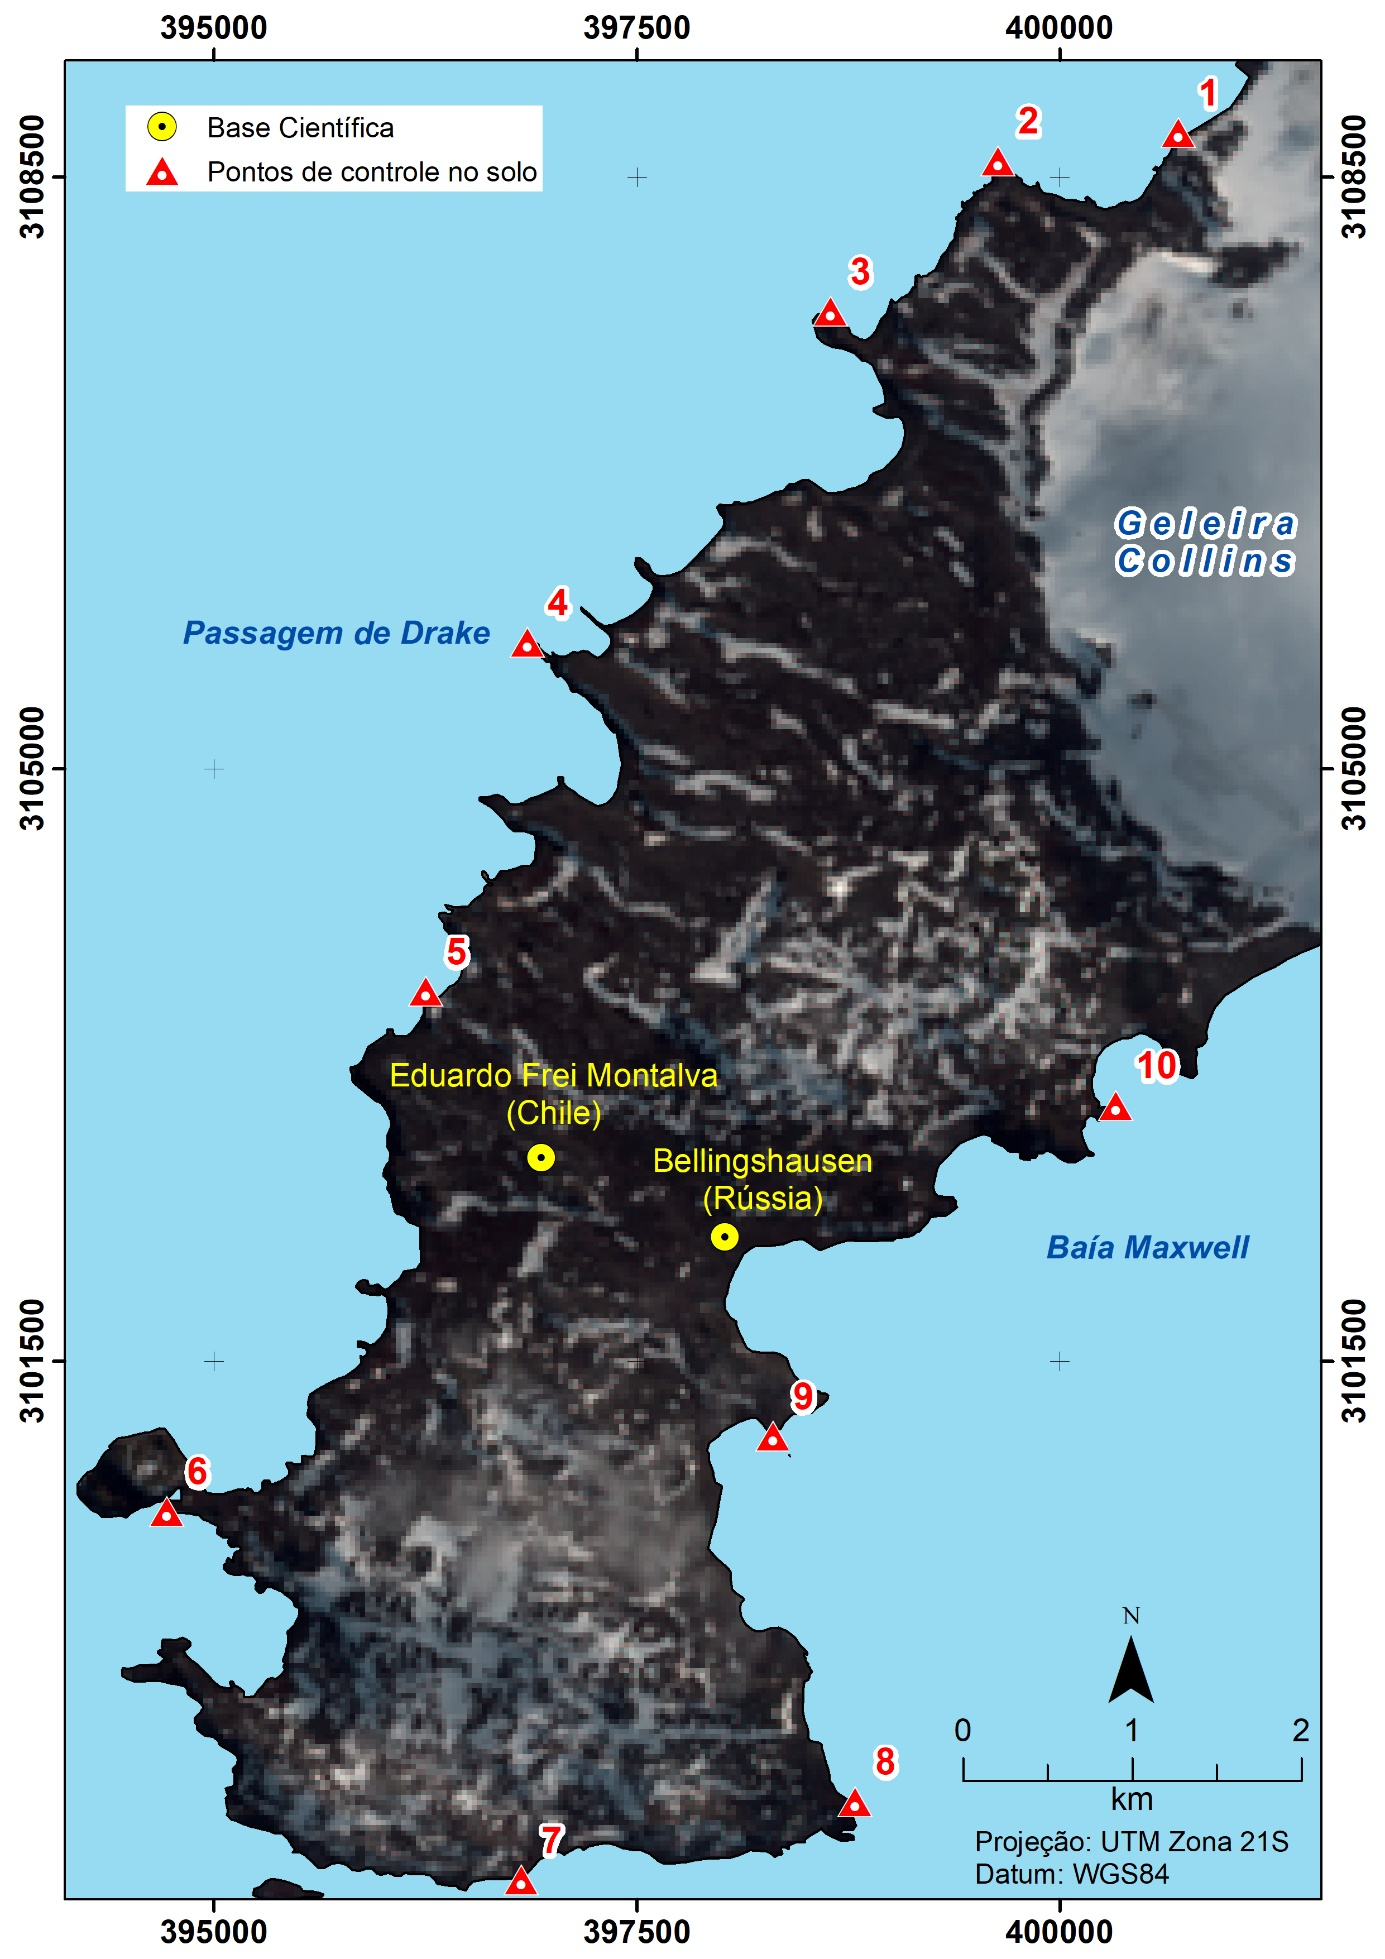 395000
397500
400000
3108500
3108500
1
2
Base Científica
Pontos de controle no solo
3
Geleira
Collins
4
Passagem de Drake
3105000
3105000
5
10
Eduardo Frei Montalva
(Chile)
Bellingshausen
(Rússia)
Baía Maxwell
3101500
3101500
9
6
N
0
1
2
km
8
7
Projeção: UTM Zona 21S
Datum: WGS84
395000
397500
400000